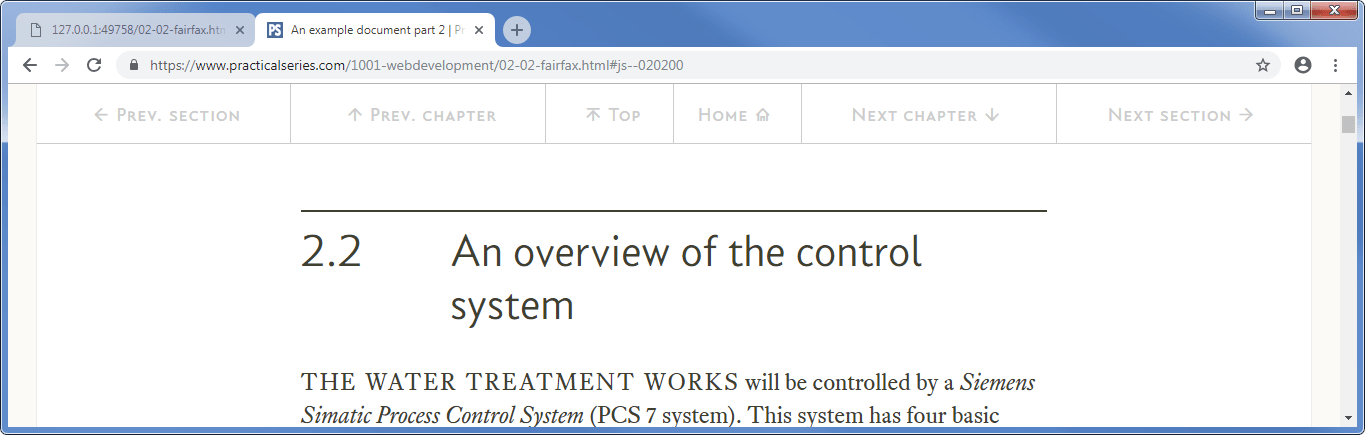 127.0.0.1:49758/02-02-fairfax.htm
PS An example document part 2 | Pr
https://www.practicalseries.com/1001-webdevelopment/02-02-fairfax.html#js--020200
← PREV. SECTION
↑ PREV. CHAPTER
TOP
HOME
NEXT CHAPTER ↓
NEXT SECTION →
2.2 An overview of the control
system
THE WATER TREATMENT WORKS will be controlled by a Siemens
Simatic Process Control System (PCS 7 system). This system has four basic